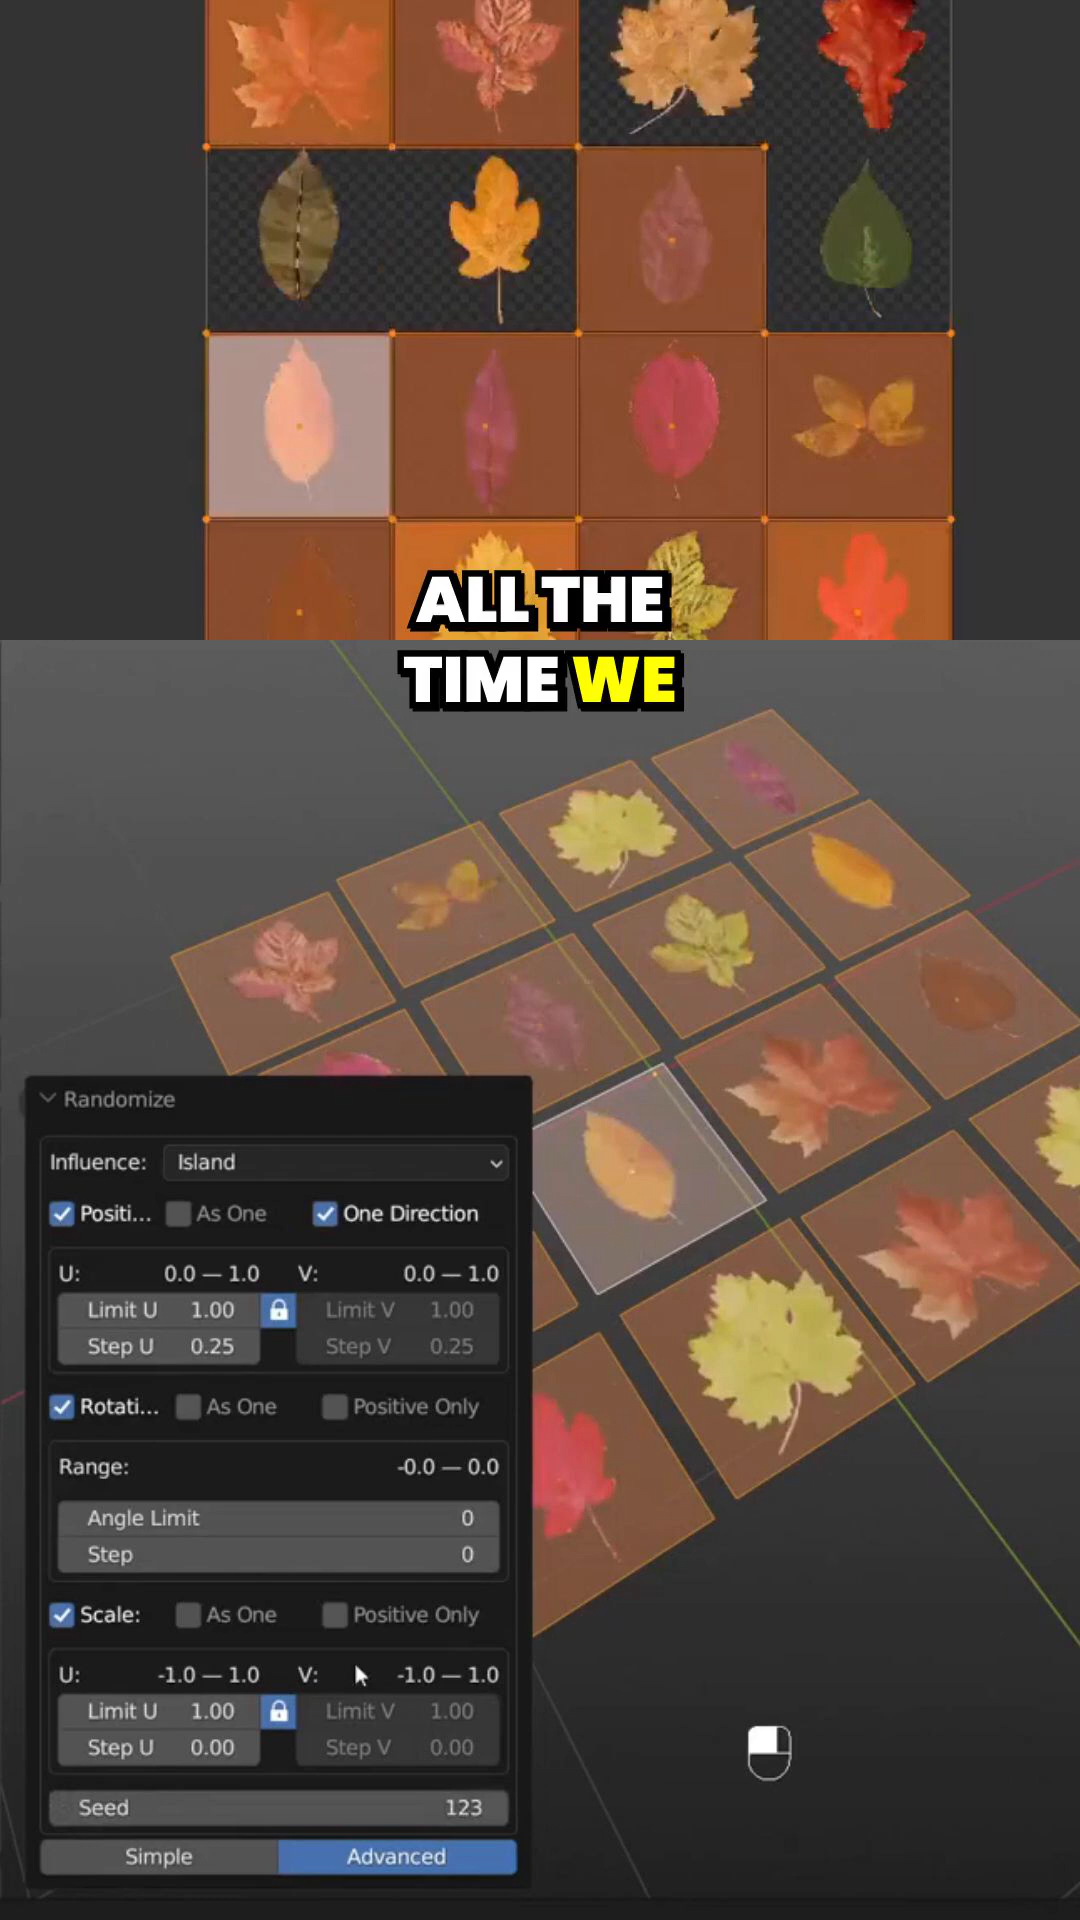 ALL THE
TIME WE
Randomize
Influence: Island
Positi... As One One Direction
U: 0.0 — 1.0 V: 0.0 — 1.0
Limit U 1.00 Limit V 1.00
Step U 0.25 Step V 0.25
Rotati... As One Positive Only
Range: -0.0 — 0.0
Angle Limit 0
Step 0
Scale: As One Positive Only
U: -1.0 — 1.0 V: -1.0 — 1.0
Limit U 1.00 Limit V 1.00
Step U 0.00 Step V 0.00
Seed 123
Simple Advanced